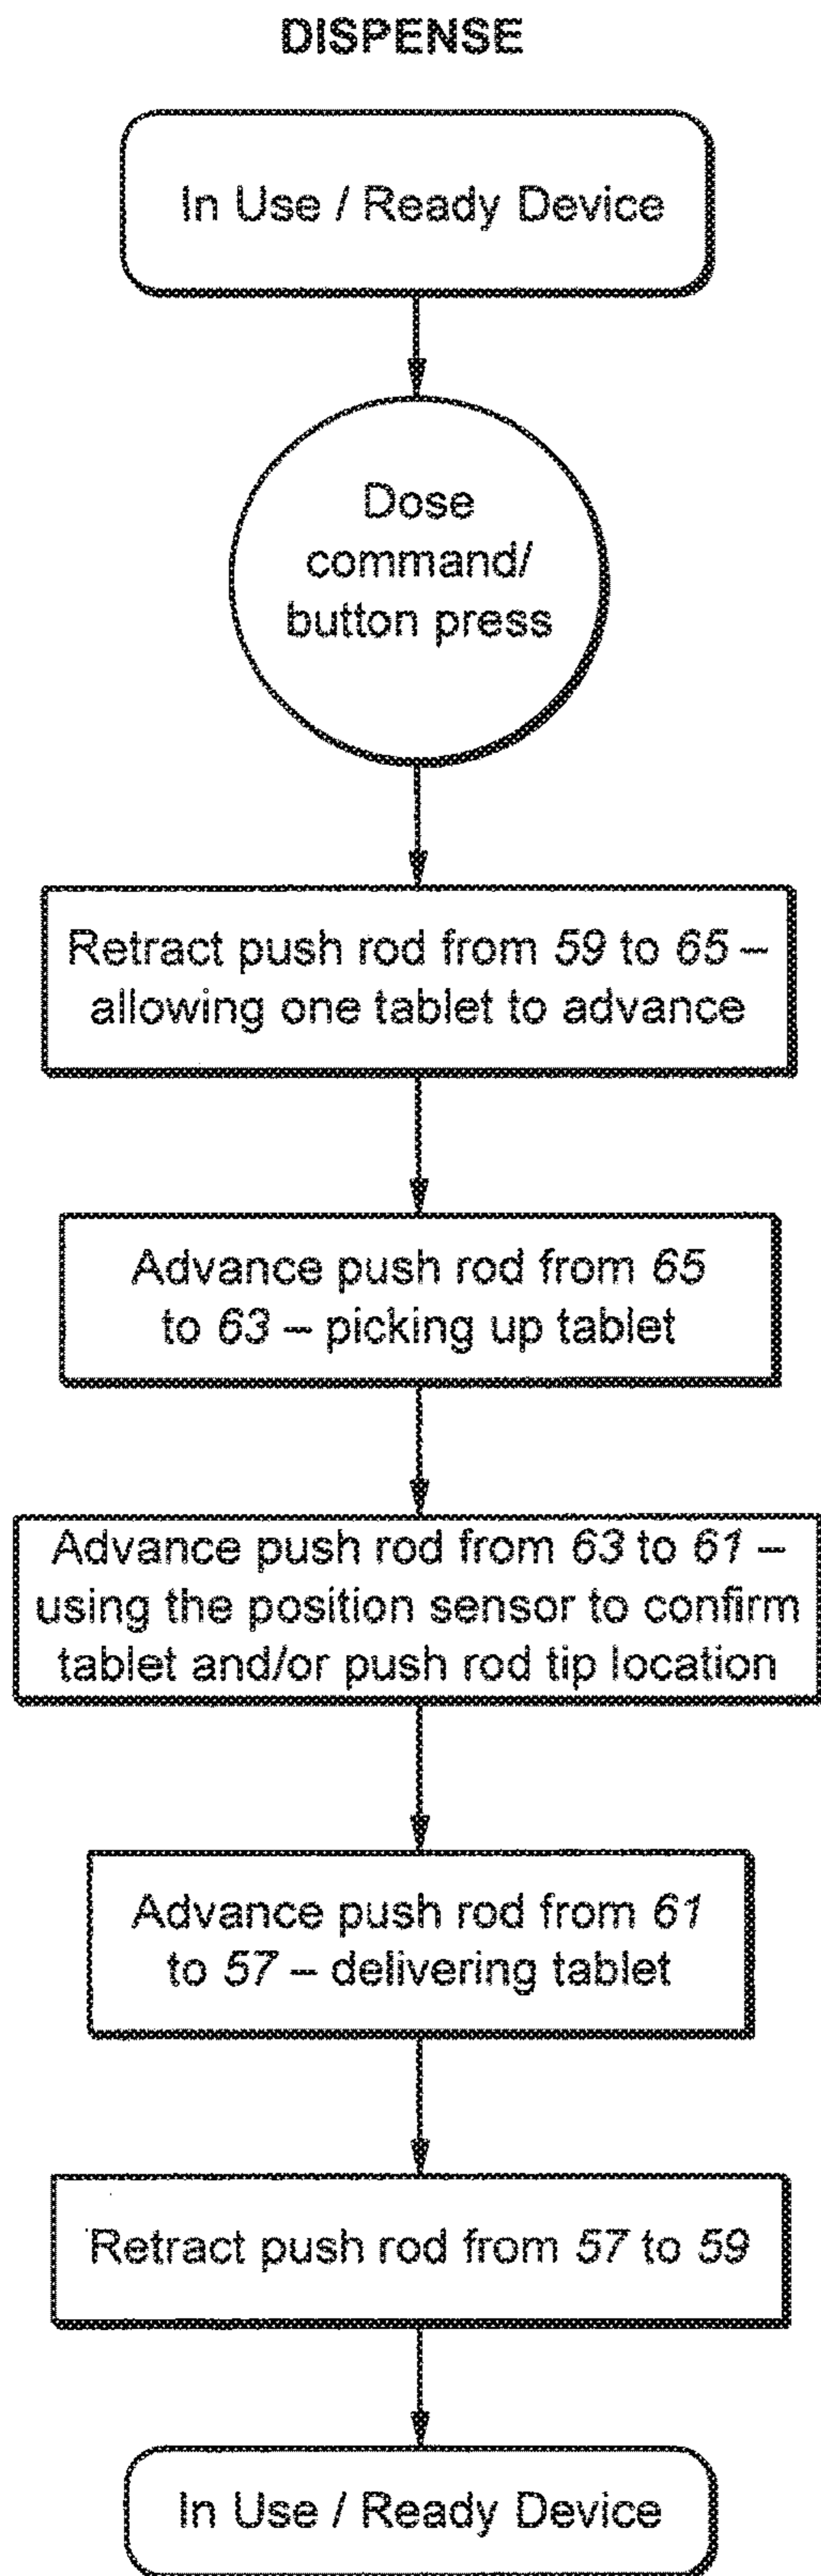 DISPENSE
In Use / Ready Device
Dose
command/
button press
Retract push rod from 59 to 65 –
allowing one tablet to advance
Advance push rod from 65
to 63 – picking up tablet
Advance push rod from 63 to 61 –
using the position sensor to confirm
tablet and/or push rod tip location
Advance push rod from 61
to 57 – delivering tablet
Retract push rod from 57 to 59
In Use / Ready Device